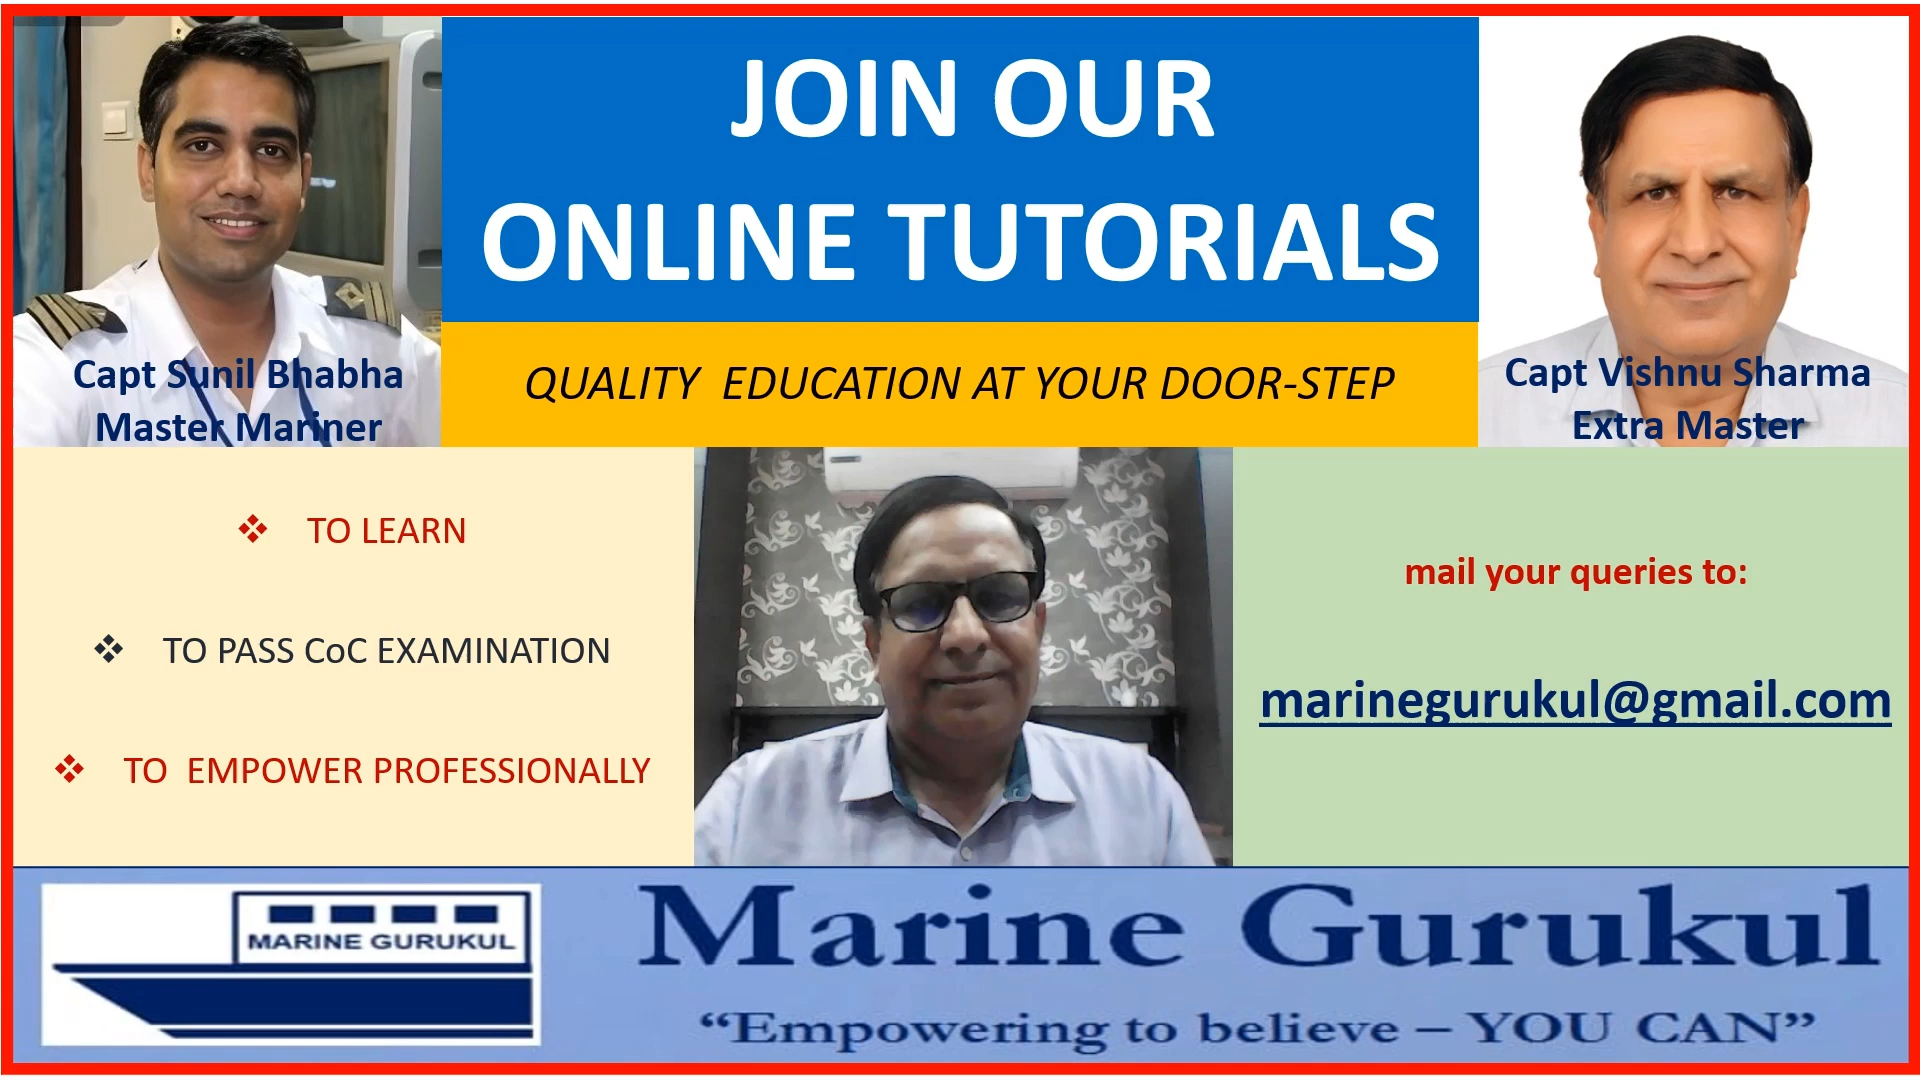 JOIN OUR
ONLINE TUTORIALS
QUALITY  EDUCATION AT YOUR DOOR-STEP
Capt Sunil Bhabha
Master Mariner
Capt Vishnu Sharma
Extra Master
❖ TO LEARN
❖ TO PASS CoC EXAMINATION
❖ TO  EMPOWER PROFESSIONALLY
mail your queries to:
marinegurukul@gmail.com
MARINE GURUKUL
Marine Gurukul
“Empowering to believe – YOU CAN”